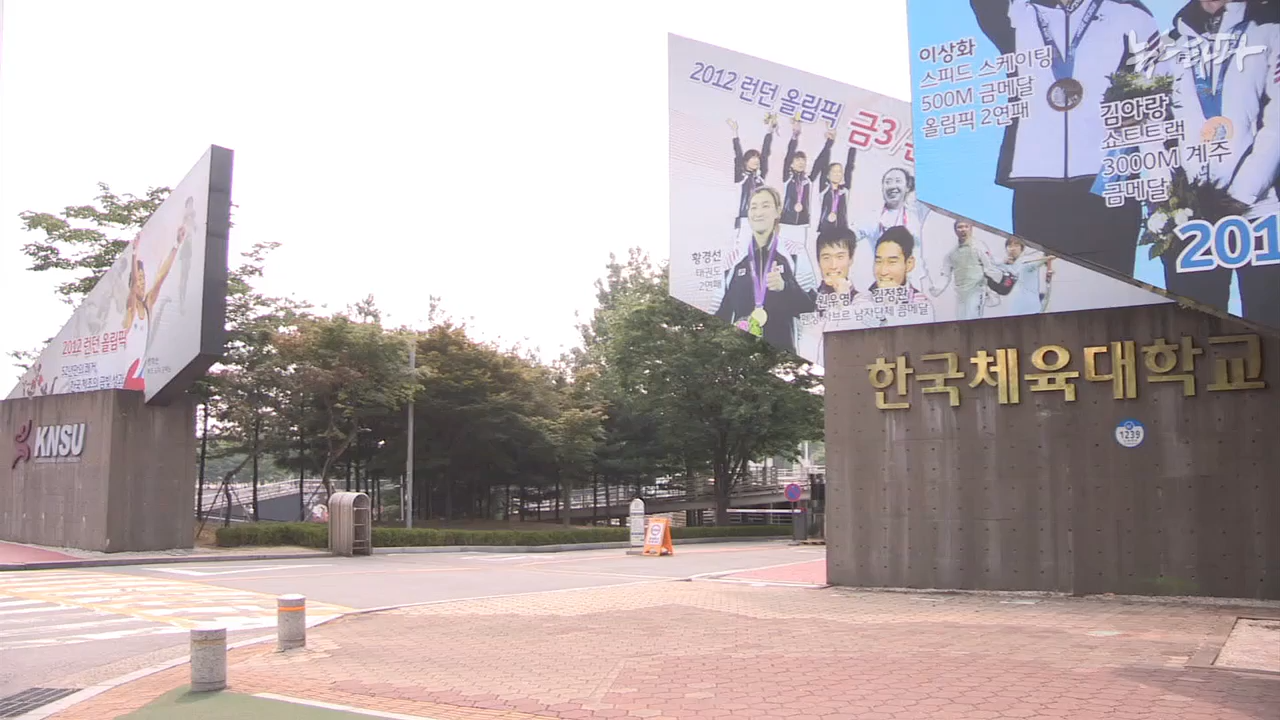 뉴스타파
이상화
스피드 스케이팅
500M 금메달
올림픽 2연패
김아랑
쇼트트랙
3000M 계주
금메달
201
2012 런던 올림픽 금3/
황경선
태권도
2연패
원우영
김정환
사브르 남자단체 금메달
2012 런던 올림픽
KNSU
한국체육대학교
1239